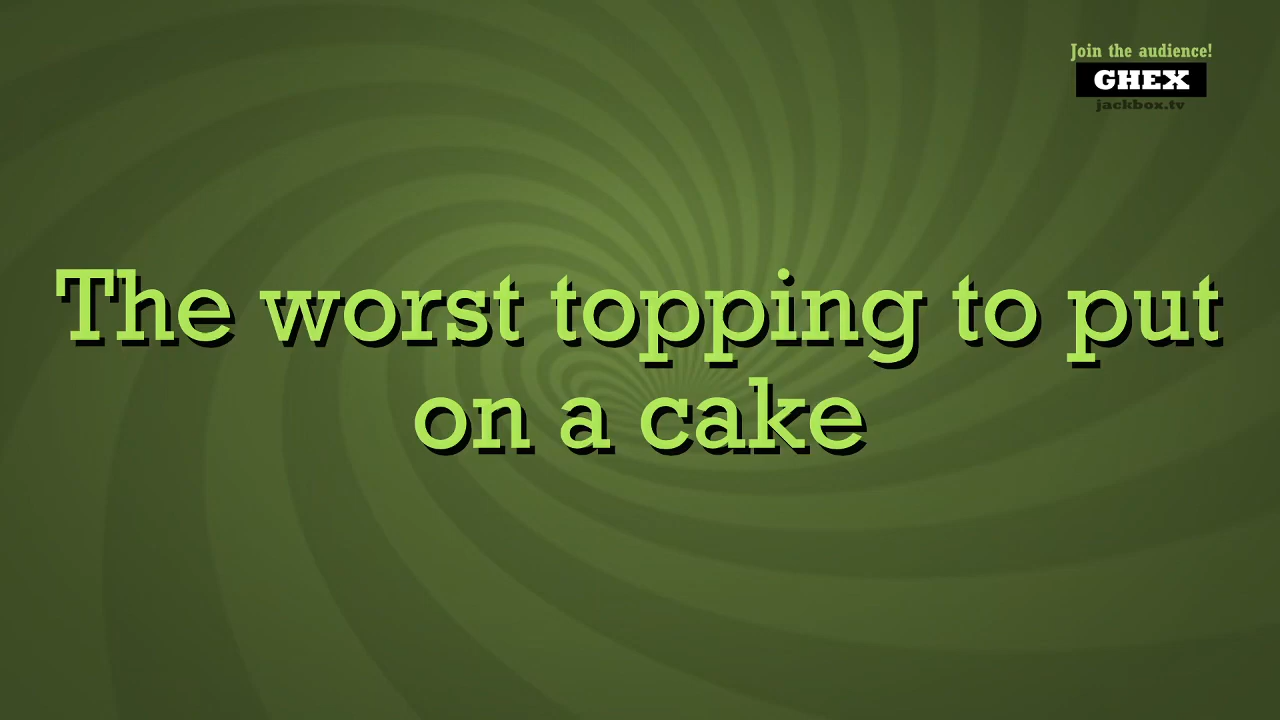 Join the audience!
GHEX
jackbox.tv
The worst topping to put
on a cake